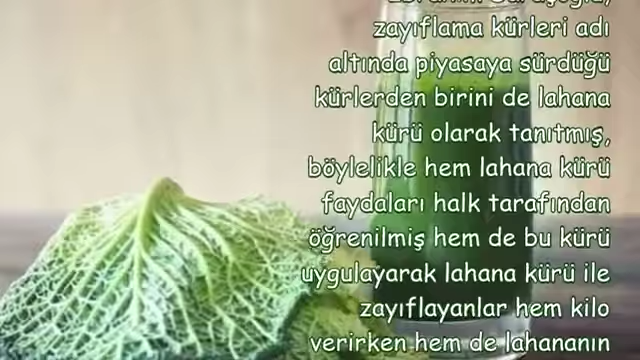 zayıflama kürleri adı
altında piyasaya sürdüğü
kürlerden birini de lahana
kürü olarak tanıtmış,
böylelikle hem lahana kürü
faydaları halk tarafından
öğrenilmiş hem de bu kürü
uygulayarak lahana kürü ile
zayıflayanlar hem kilo
verirken hem de lahananın